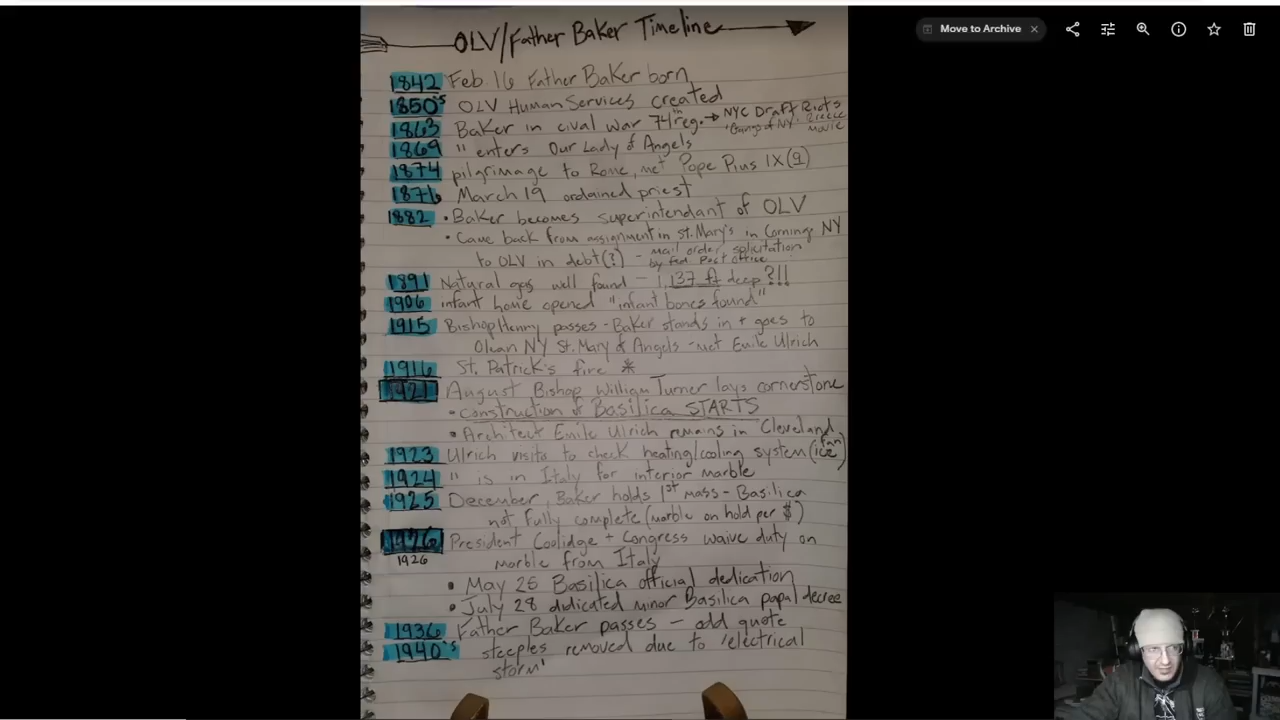 OLV/Father Baker Timeline
Move to Archive
1842 Feb. 16 Father Baker born
1850's OLV Human Services created
1863 Baker in cival war 74th reg. → NYC Draft Riots
"Gangs of NY" movie
1869 " enters Our Lady of Angels
1874 pilgrimage to Rome, met Pope Pius IX (9)
1876 March 19 ordained priest
1882 • Baker becomes superintendant of OLV
• Came back from assignment in St. Mary's in Corning NY
to OLV in debt(?) - mail order solicitation
by fed. Post office
1891 Natural gas well found - 1,137 ft deep?!!
1906 infant home opened "infant bones found"
1915 Bishop Henny passes - Baker stands in + goes to
Olean NY St. Mary of Angels - met Emile Ulrich
1916 St. Patrick's fire *
1921 August Bishop William Turner lays cornerstone
• Construction of Basilica STARTS
• Architect Emile Ulrich remains in Cleveland
1923 Ulrich visits to check heating/cooling system (ice fan)
1924 " is in Italy for interior marble
1925 December, Baker holds 1st mass - Basilica
not fully complete (marble on hold per $)
1926 President Coolidge + Congress waive duty on
1926 marble from Italy
• May 25 Basilica official dedication
• July 28 didicated minor Basilica papal decree
1936 Father Baker passes - add quote
1940's steeples removed due to 'electrical
storm'